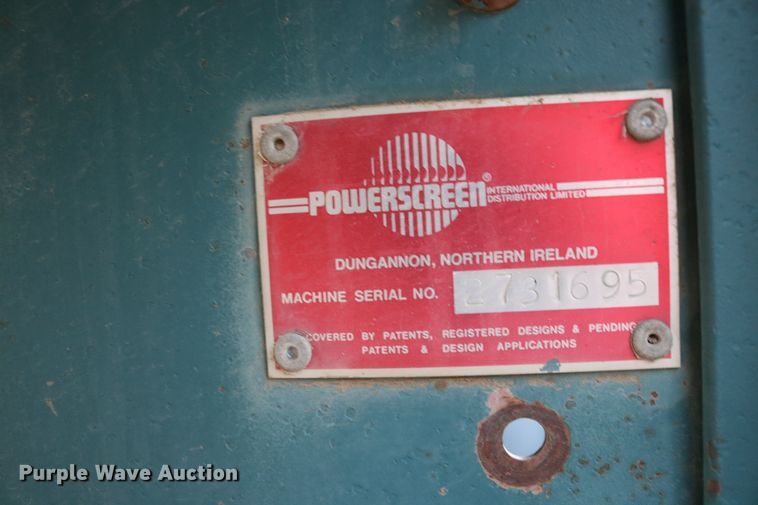 POWERSCREEN®
INTERNATIONAL
DISTRIBUTION LIMITED
DUNGANNON, NORTHERN IRELAND
MACHINE SERIAL NO. 2731695
COVERED BY PATENTS, REGISTERED DESIGNS & PENDING
PATENTS & DESIGN APPLICATIONS
Purple Wave Auction